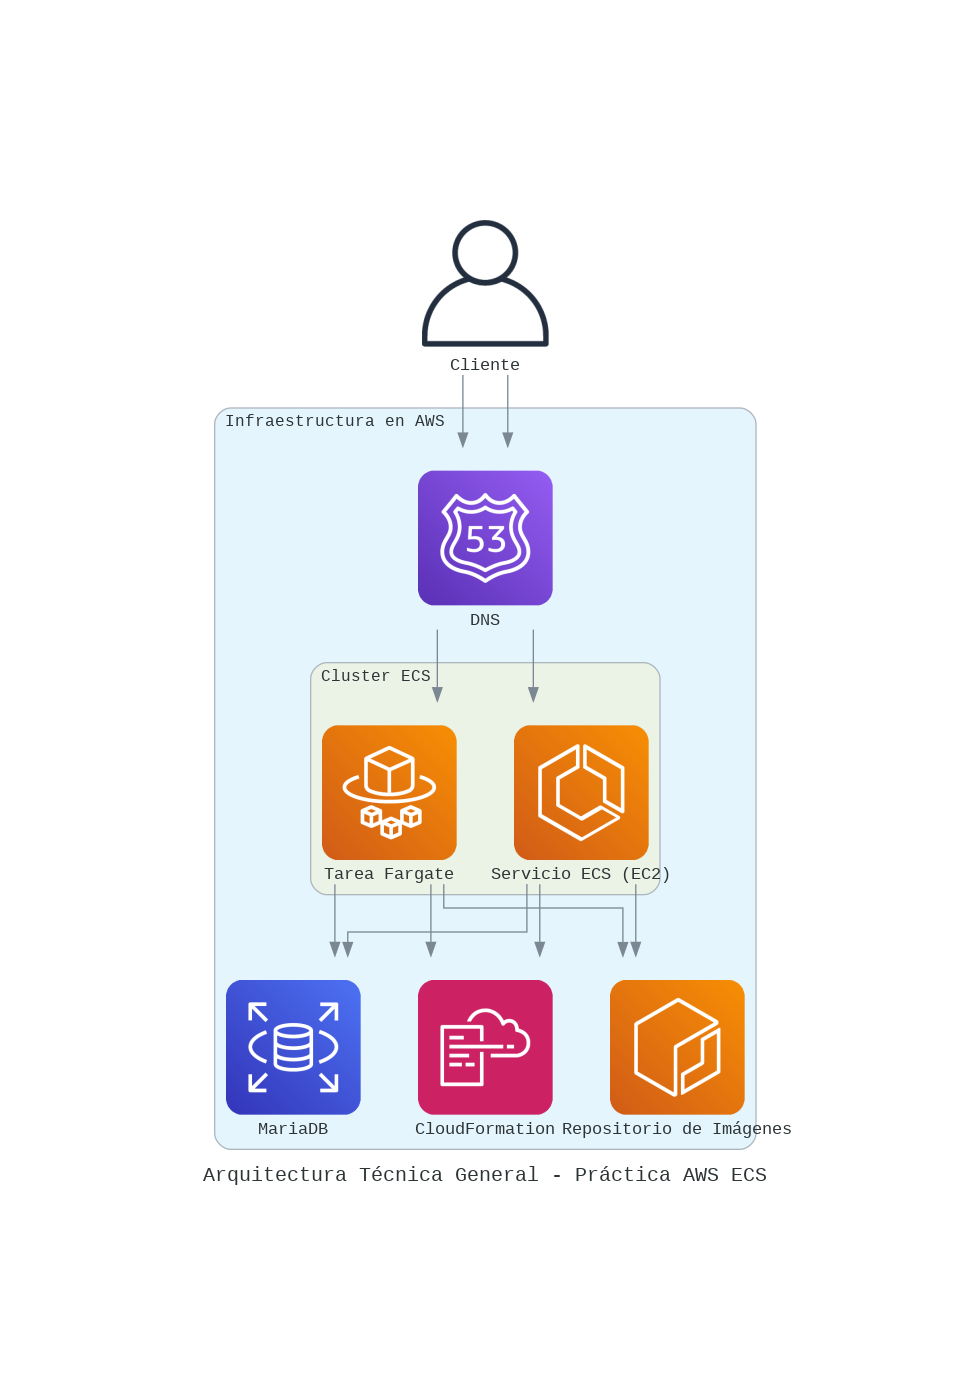 Cliente
Infraestructura en AWS
53
DNS
Cluster ECS
Tarea Fargate
Servicio ECS (EC2)
MariaDB
CloudFormation
Repositorio de Imágenes
Arquitectura Técnica General - Práctica AWS ECS